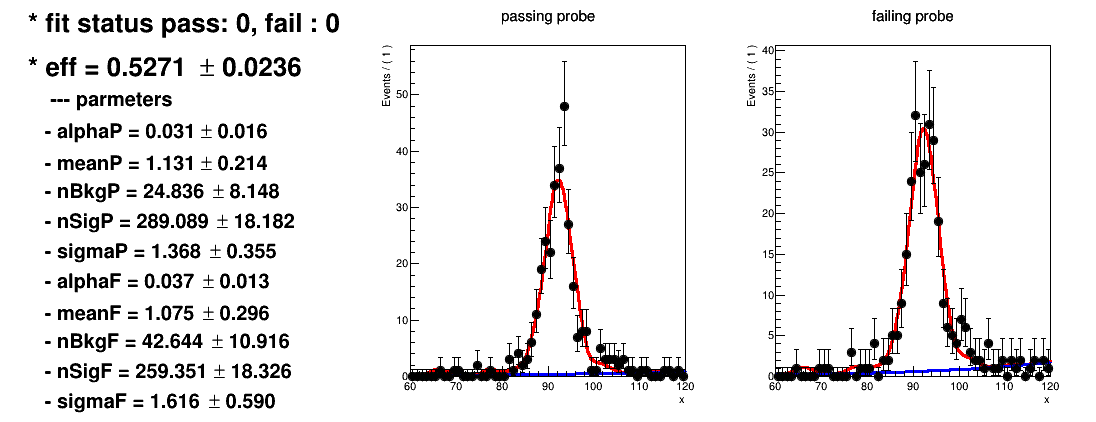 * fit status pass: 0, fail : 0
* eff = 0.5271 ± 0.0236
--- parmeters
- alphaP = 0.031 ± 0.016
- meanP = 1.131 ± 0.214
- nBkgP = 24.836 ± 8.148
- nSigP = 289.089 ± 18.182
- sigmaP = 1.368 ± 0.355
- alphaF = 0.037 ± 0.013
- meanF = 1.075 ± 0.296
- nBkgF = 42.644 ± 10.916
- nSigF = 259.351 ± 18.326
- sigmaF = 1.616 ± 0.590
passing probe
Events / ( 1 )
50
40
30
20
10
0
60 70 80 90 100 110 120
x
failing probe
Events / ( 1 )
40
35
30
25
20
15
10
5
0
60 70 80 90 100 110 120
x